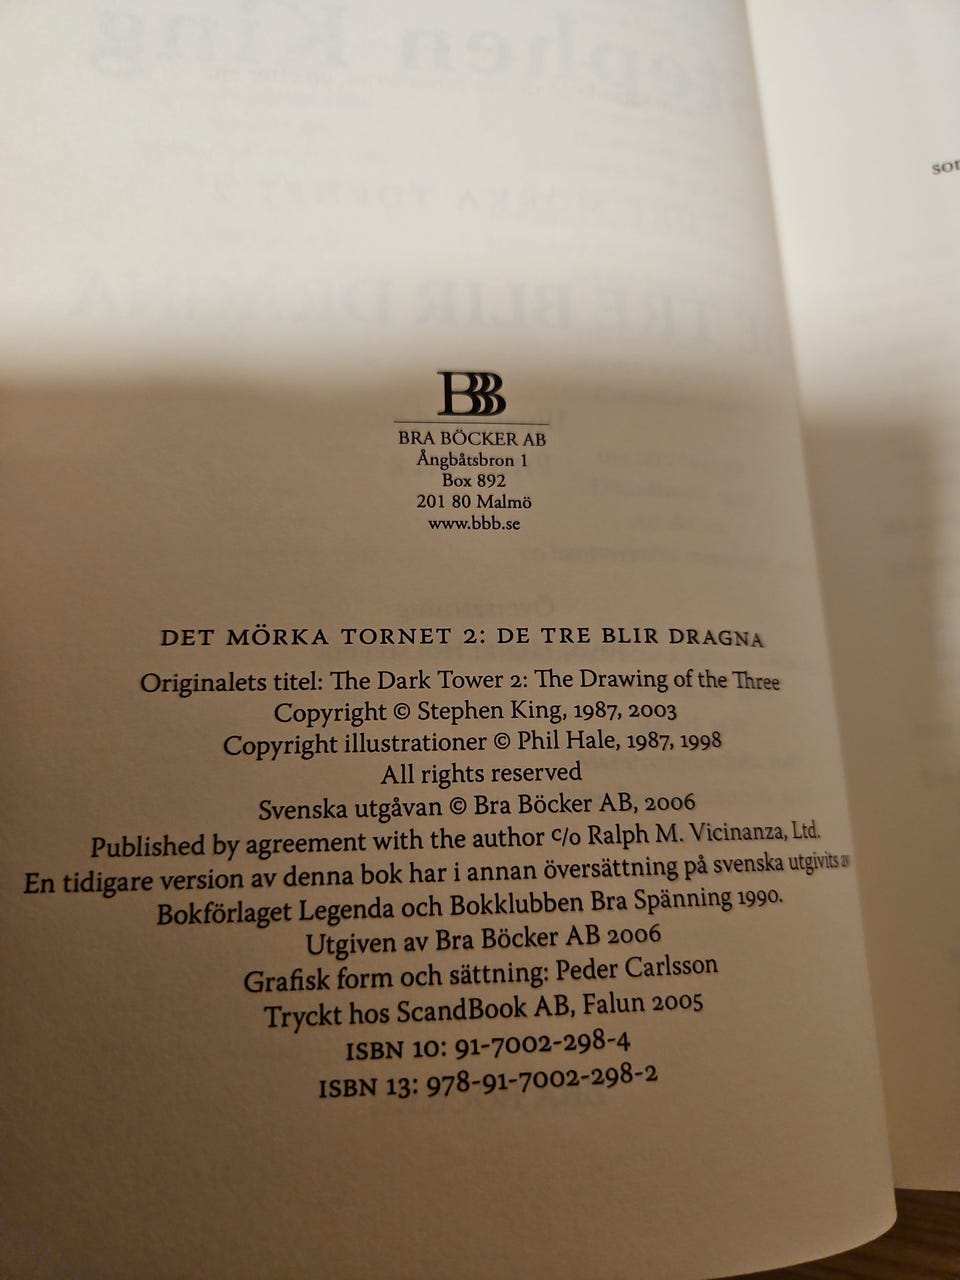 BBB
BRA BÖCKER AB
Ångbåtsbron 1
Box 892
201 80 Malmö
www.bbb.se
DET MÖRKA TORNET 2: DE TRE BLIR DRAGNA
Originalets titel: The Dark Tower 2: The Drawing of the Three
Copyright © Stephen King, 1987, 2003
Copyright illustrationer © Phil Hale, 1987, 1998
All rights reserved
Svenska utgåvan © Bra Böcker AB, 2006
Published by agreement with the author c/o Ralph M. Vicinanza, Ltd.
En tidigare version av denna bok har i annan översättning på svenska utgivits av
Bokförlaget Legenda och Bokklubben Bra Spänning 1990.
Utgiven av Bra Böcker AB 2006
Grafisk form och sättning: Peder Carlsson
Tryckt hos ScandBook AB, Falun 2005
ISBN 10: 91-7002-298-4
ISBN 13: 978-91-7002-298-2